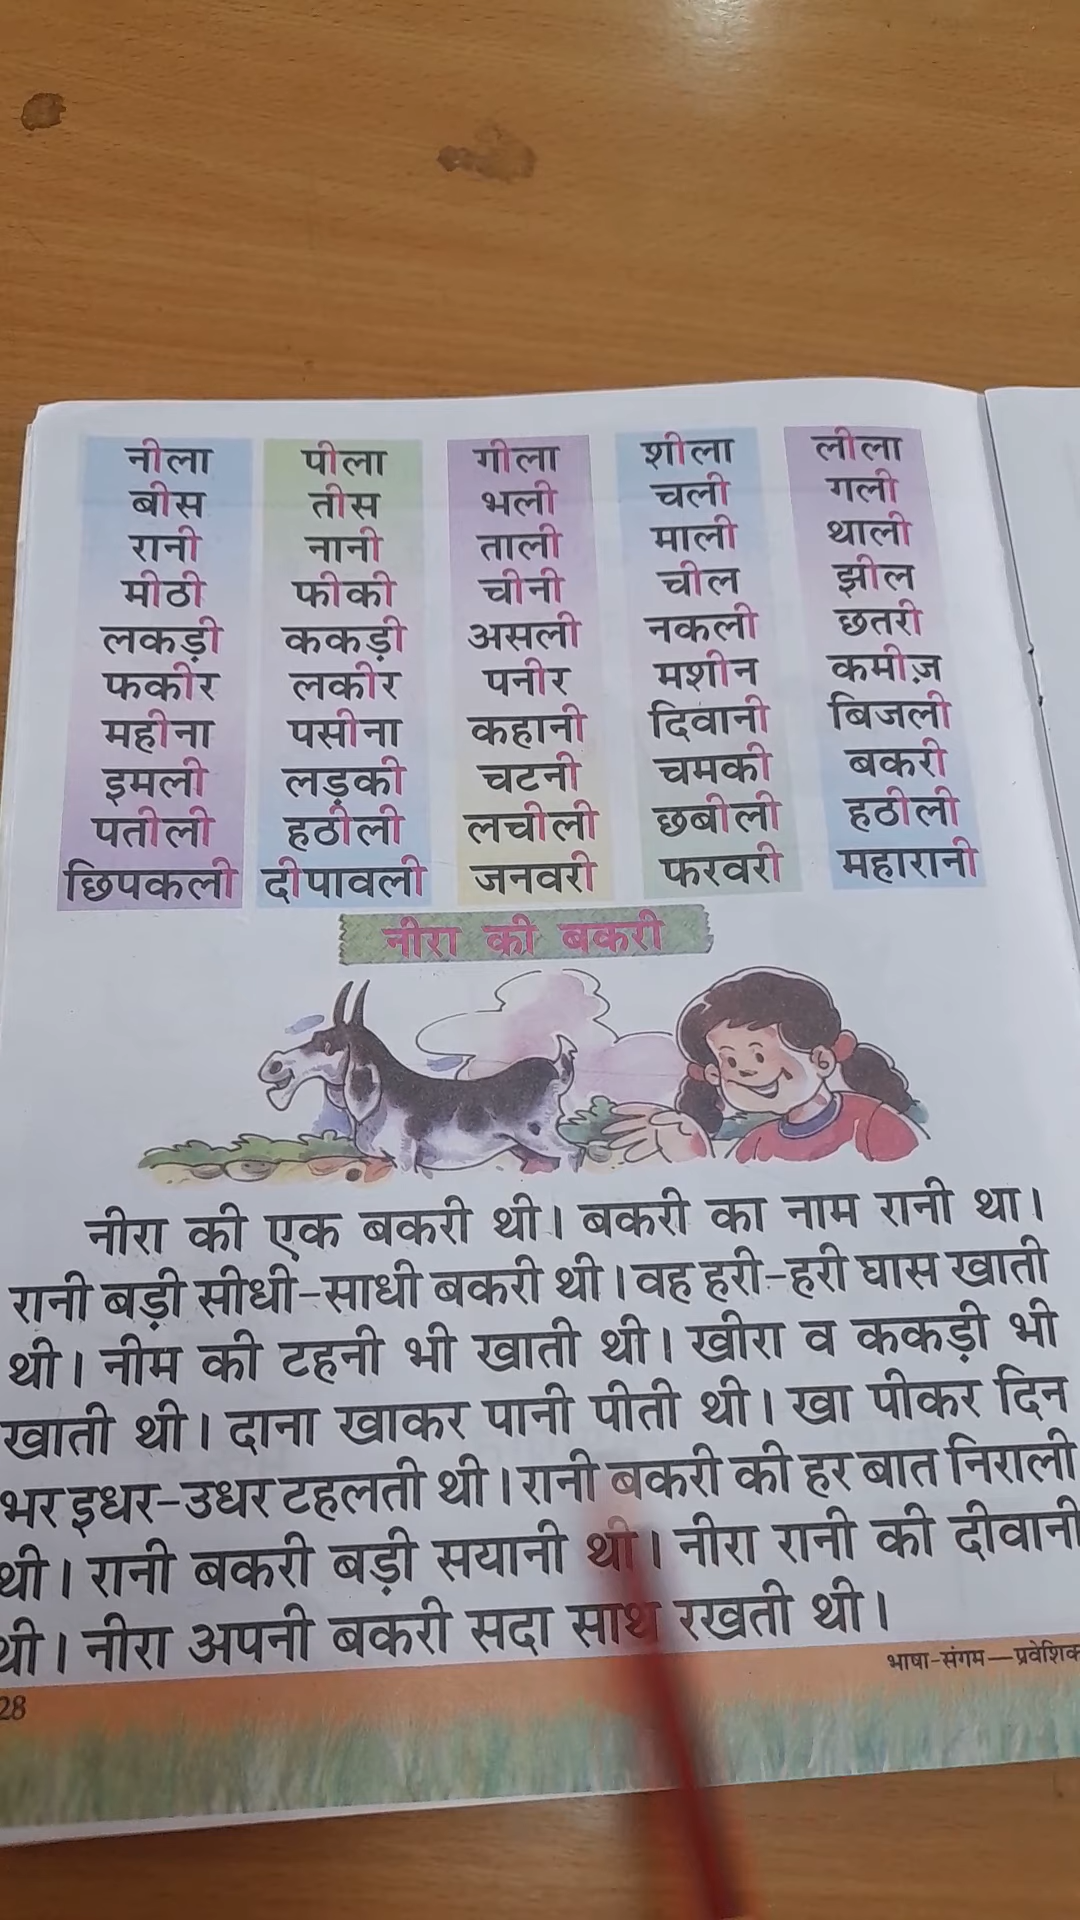 नीला पीला गीला शीला लीला
बीस तीस भली चली गली
रानी नानी ताली माली थाली
मीठी फीकी चीनी चील झील
लकड़ी ककड़ी असली नकली छतरी
फकीर लकीर पनीर मशीन कमीज़
महीना पसीना कहानी दिवानी बिजली
इमली लड़की चटनी चमकी बकरी
पतीली हठीली लचीली छबीली हठीली
छिपकली दीपावली जनवरी फरवरी महारानी
नीरा की बकरी
नीरा की एक बकरी थी। बकरी का नाम रानी था।
रानी बड़ी सीधी-साधी बकरी थी। वह हरी-हरी घास खाती
थी। नीम की टहनी भी खाती थी। खीरा व ककड़ी भी
खाती थी। दाना खाकर पानी पीती थी। खा पीकर दिन
भर इधर-उधर टहलती थी। रानी बकरी की हर बात निराली
थी। रानी बकरी बड़ी सयानी थी। नीरा रानी की दीवानी
थी। नीरा अपनी बकरी सदा साथ रखती थी।
भाषा-संगम—प्रवेशिक
28